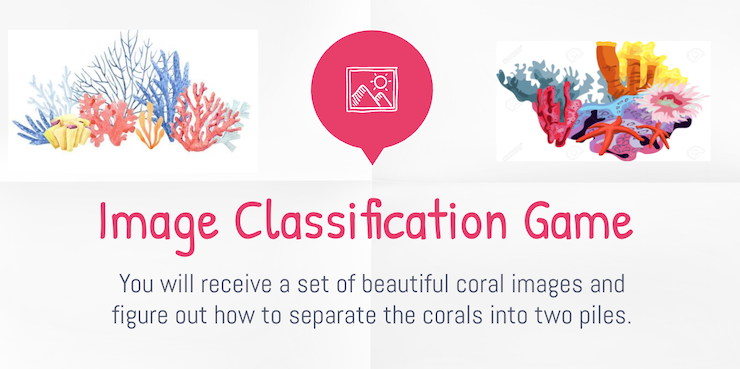 Image Classification Game
You will receive a set of beautiful coral images and
figure out how to separate the corals into two piles.